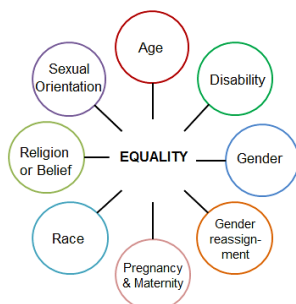 Age
Disability
Gender
Gender
reassign-
ment
Pregnancy
& Maternity
Race
Religion
or Belief
Sexual
Orientation
EQUALITY